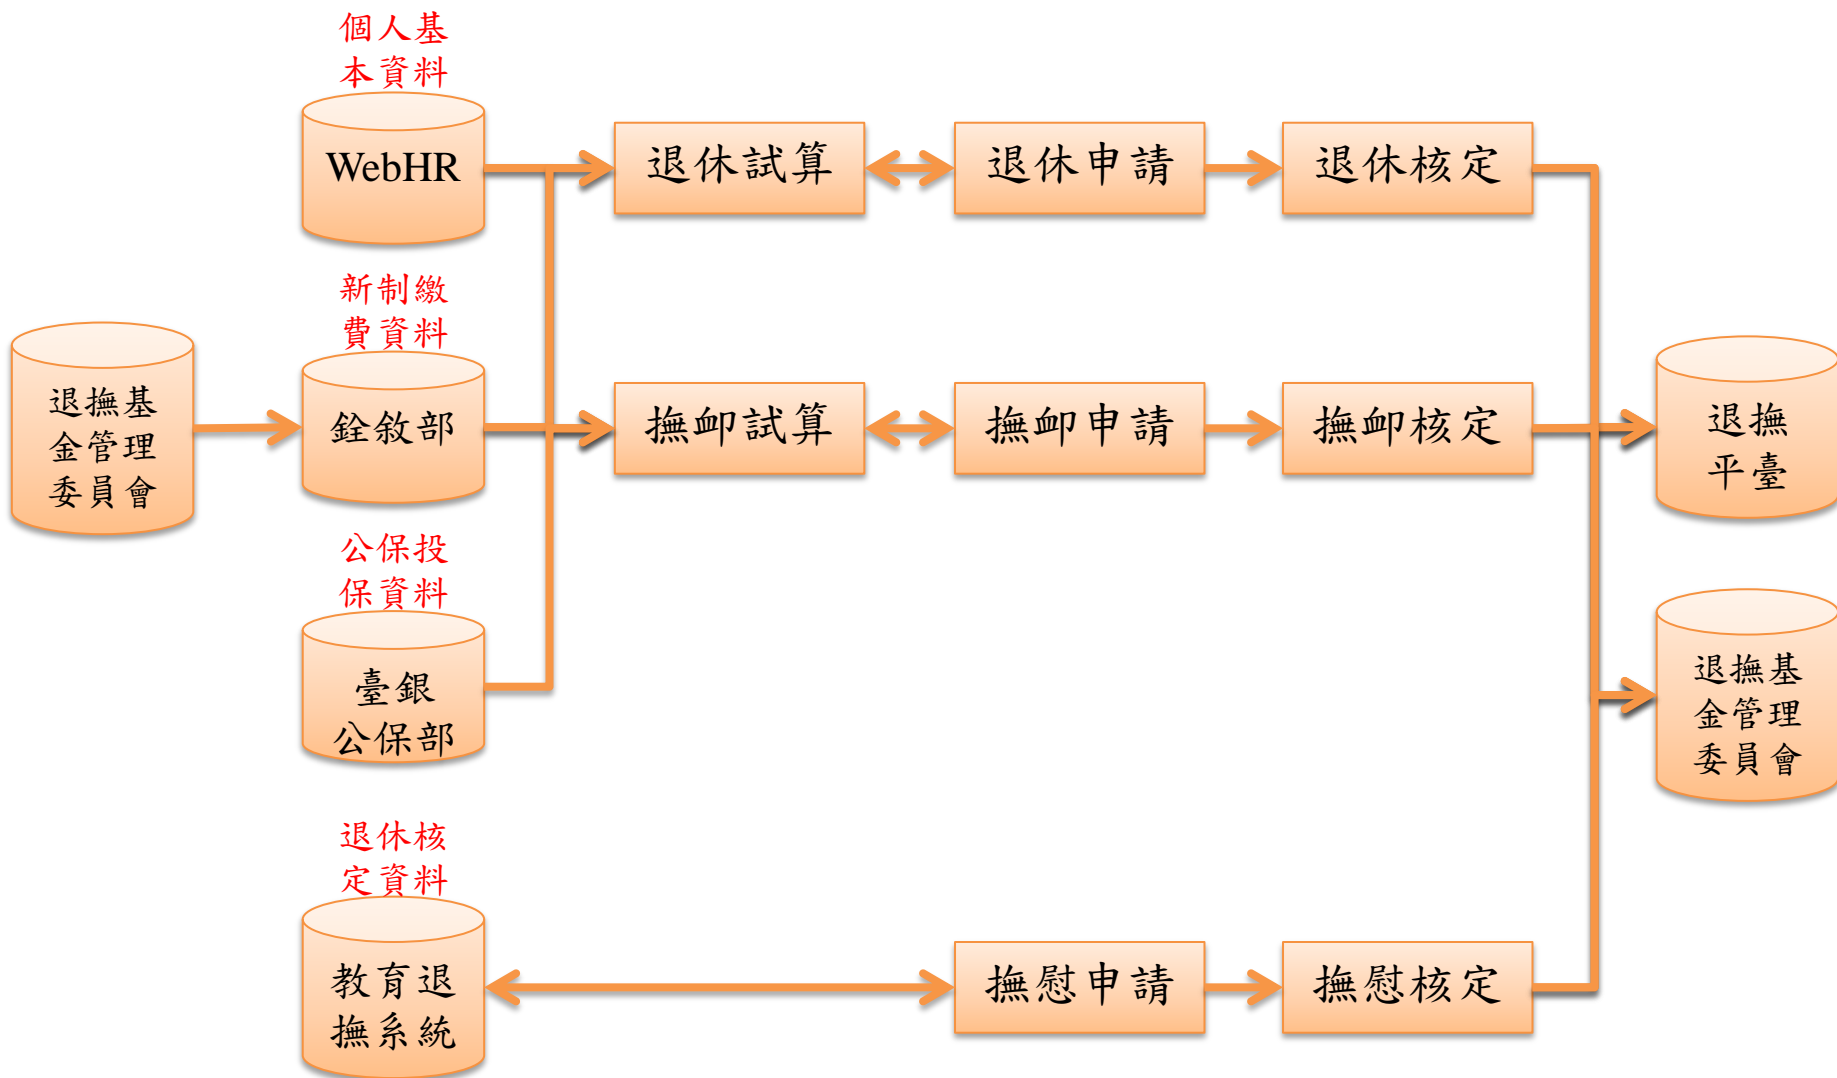 個人基
本資料
WebHR
退休試算
退休申請
退休核定
新制繳
費資料
退撫基
金管理
委員會
銓敘部
撫卹試算
撫卹申請
撫卹核定
退撫
平臺
公保投
保資料
臺銀
公保部
退撫基
金管理
委員會
退休核
定資料
教育退
撫系統
撫慰申請
撫慰核定